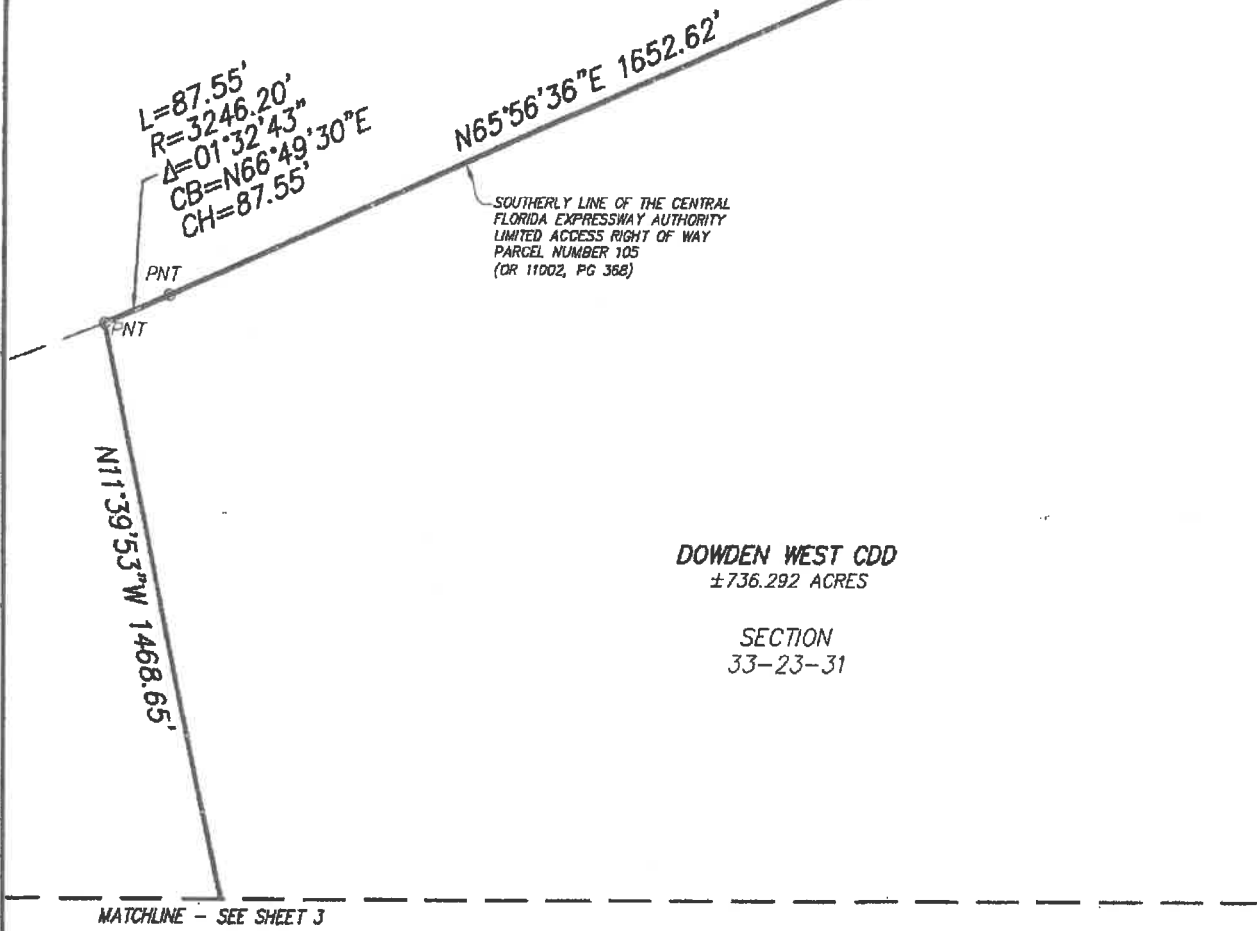 L=87.55'
R=3246.20'
Δ=01°32'43"
CB=N66°49'30"E
CH=87.55'
N65°56'36"E 1652.62'
SOUTHERLY LINE OF THE CENTRAL
FLORIDA EXPRESSWAY AUTHORITY
LIMITED ACCESS RIGHT OF WAY
PARCEL NUMBER 105
(OR 11002, PG 368)
PNT
PNT
N11°39'53"W 1468.65'
DOWDEN WEST CDD
±736.292 ACRES
SECTION
33-23-31
MATCHLINE - SEE SHEET 3